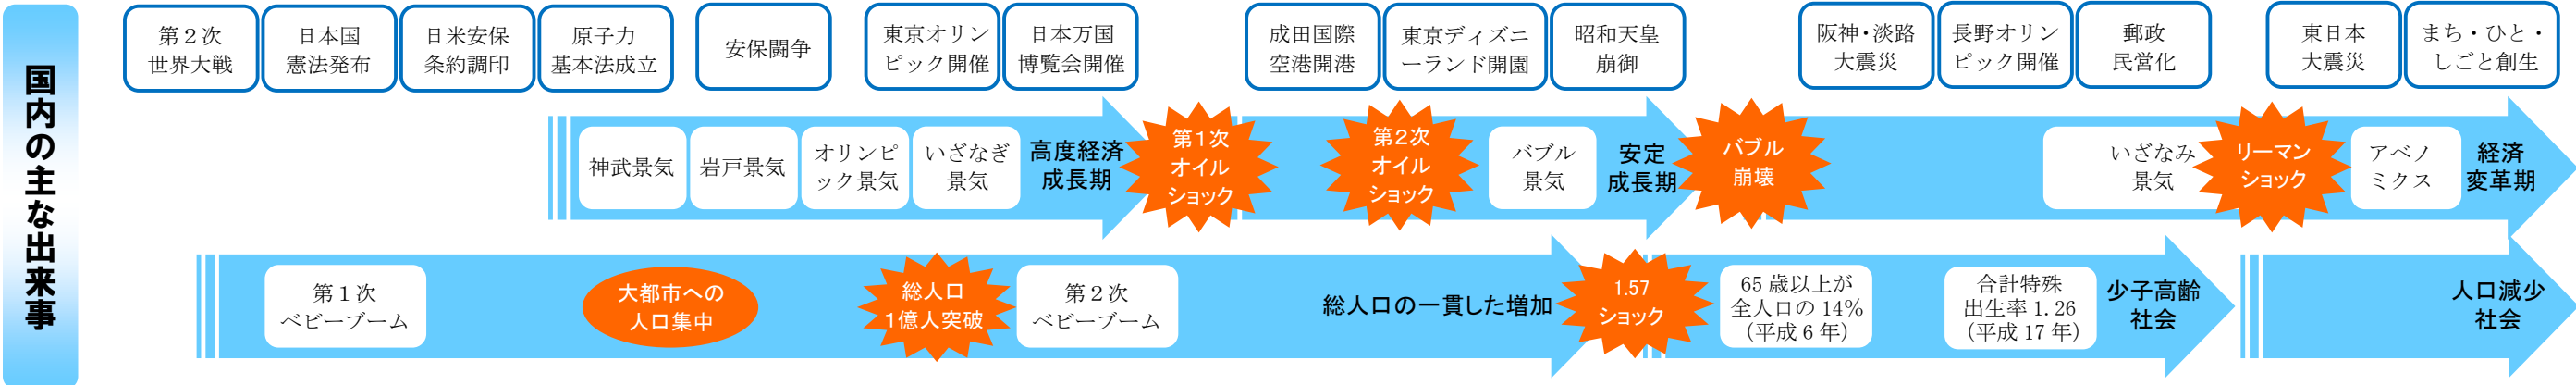 国内の主な出来事
第２次
世界大戦
日本国
憲法発布
日米安保
条約調印
原子力
基本法成立
安保闘争
東京オリン
ピック開催
日本万国
博覧会開催
成田国際
空港開港
東京ディズニ
ーランド開園
昭和天皇
崩御
阪神・淡路
大震災
長野オリン
ピック開催
郵政
民営化
東日本
大震災
まち・ひと・
しごと創生
神武景気
岩戸景気
オリンピ
ック景気
いざなぎ
景気
高度経済
成長期
第１次
オイル
ショック
第２次
オイル
ショック
バブル
景気
安定
成長期
バブル
崩壊
いざなみ
景気
リーマン
ショック
アベノ
ミクス
経済
変革期
第１次
ベビーブーム
大都市への
人口集中
総人口
１億人突破
第２次
ベビーブーム
総人口の一貫した増加
1.57
ショック
65 歳以上が
全人口の 14％
（平成 6 年）
合計特殊
出生率 1.26
（平成 17 年）
少子高齢
社会
人口減少
社会